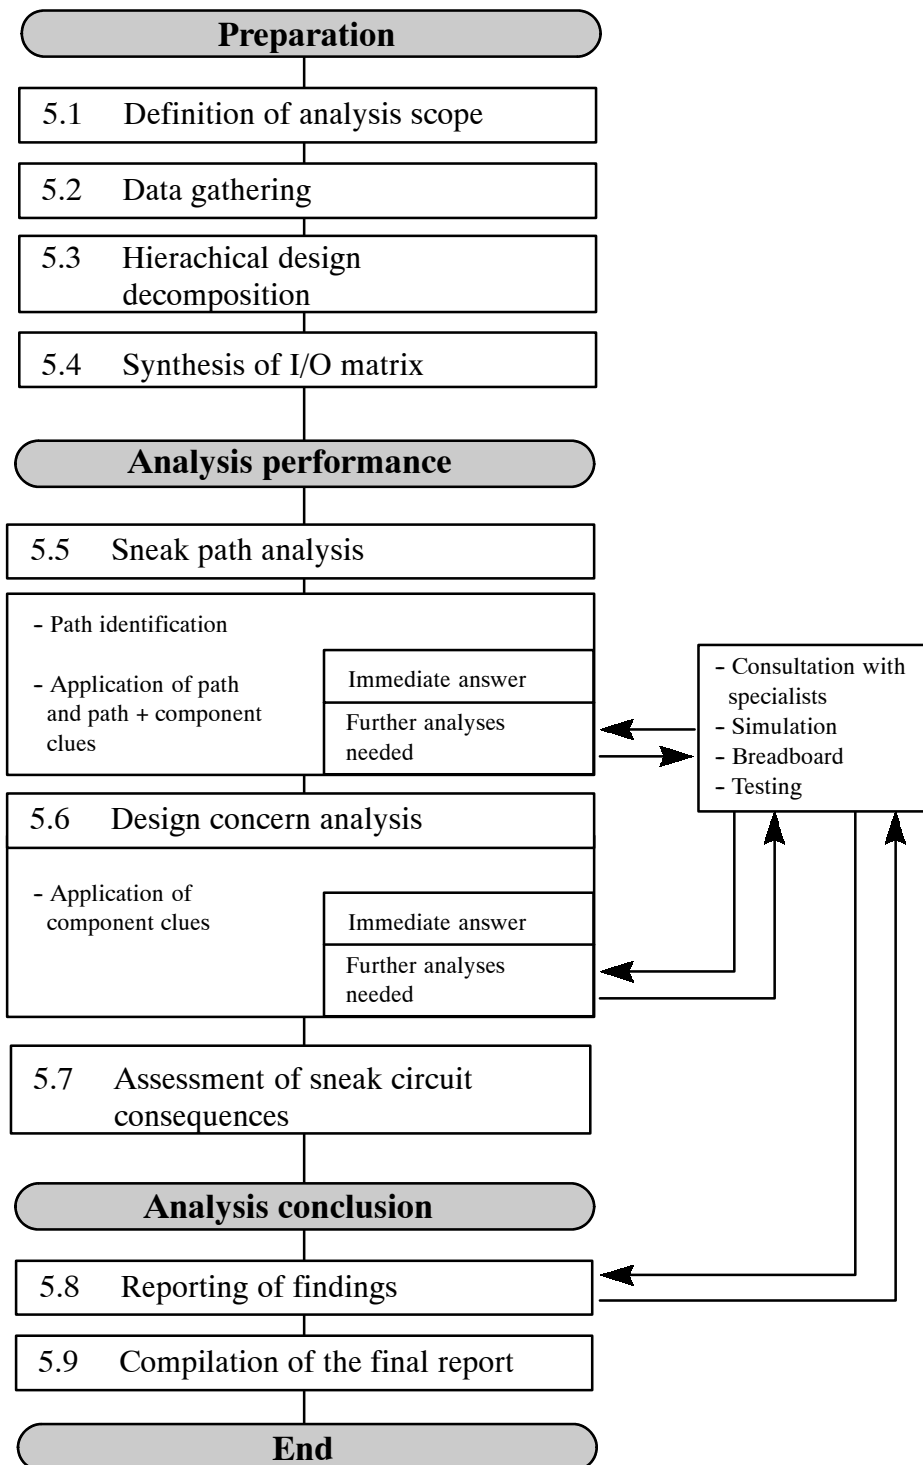 Preparation
5.1 Definition of analysis scope
5.2 Data gathering
5.3 Hierachical design
decomposition
5.4 Synthesis of I/O matrix
Analysis performance
5.5 Sneak path analysis
- Path identification
- Application of path
and path + component
clues
Immediate answer
Further analyses
needed
- Consultation with
specialists
- Simulation
- Breadboard
- Testing
5.6 Design concern analysis
- Application of
component clues
Immediate answer
Further analyses
needed
5.7 Assessment of sneak circuit
consequences
Analysis conclusion
5.8 Reporting of findings
5.9 Compilation of the final report
End